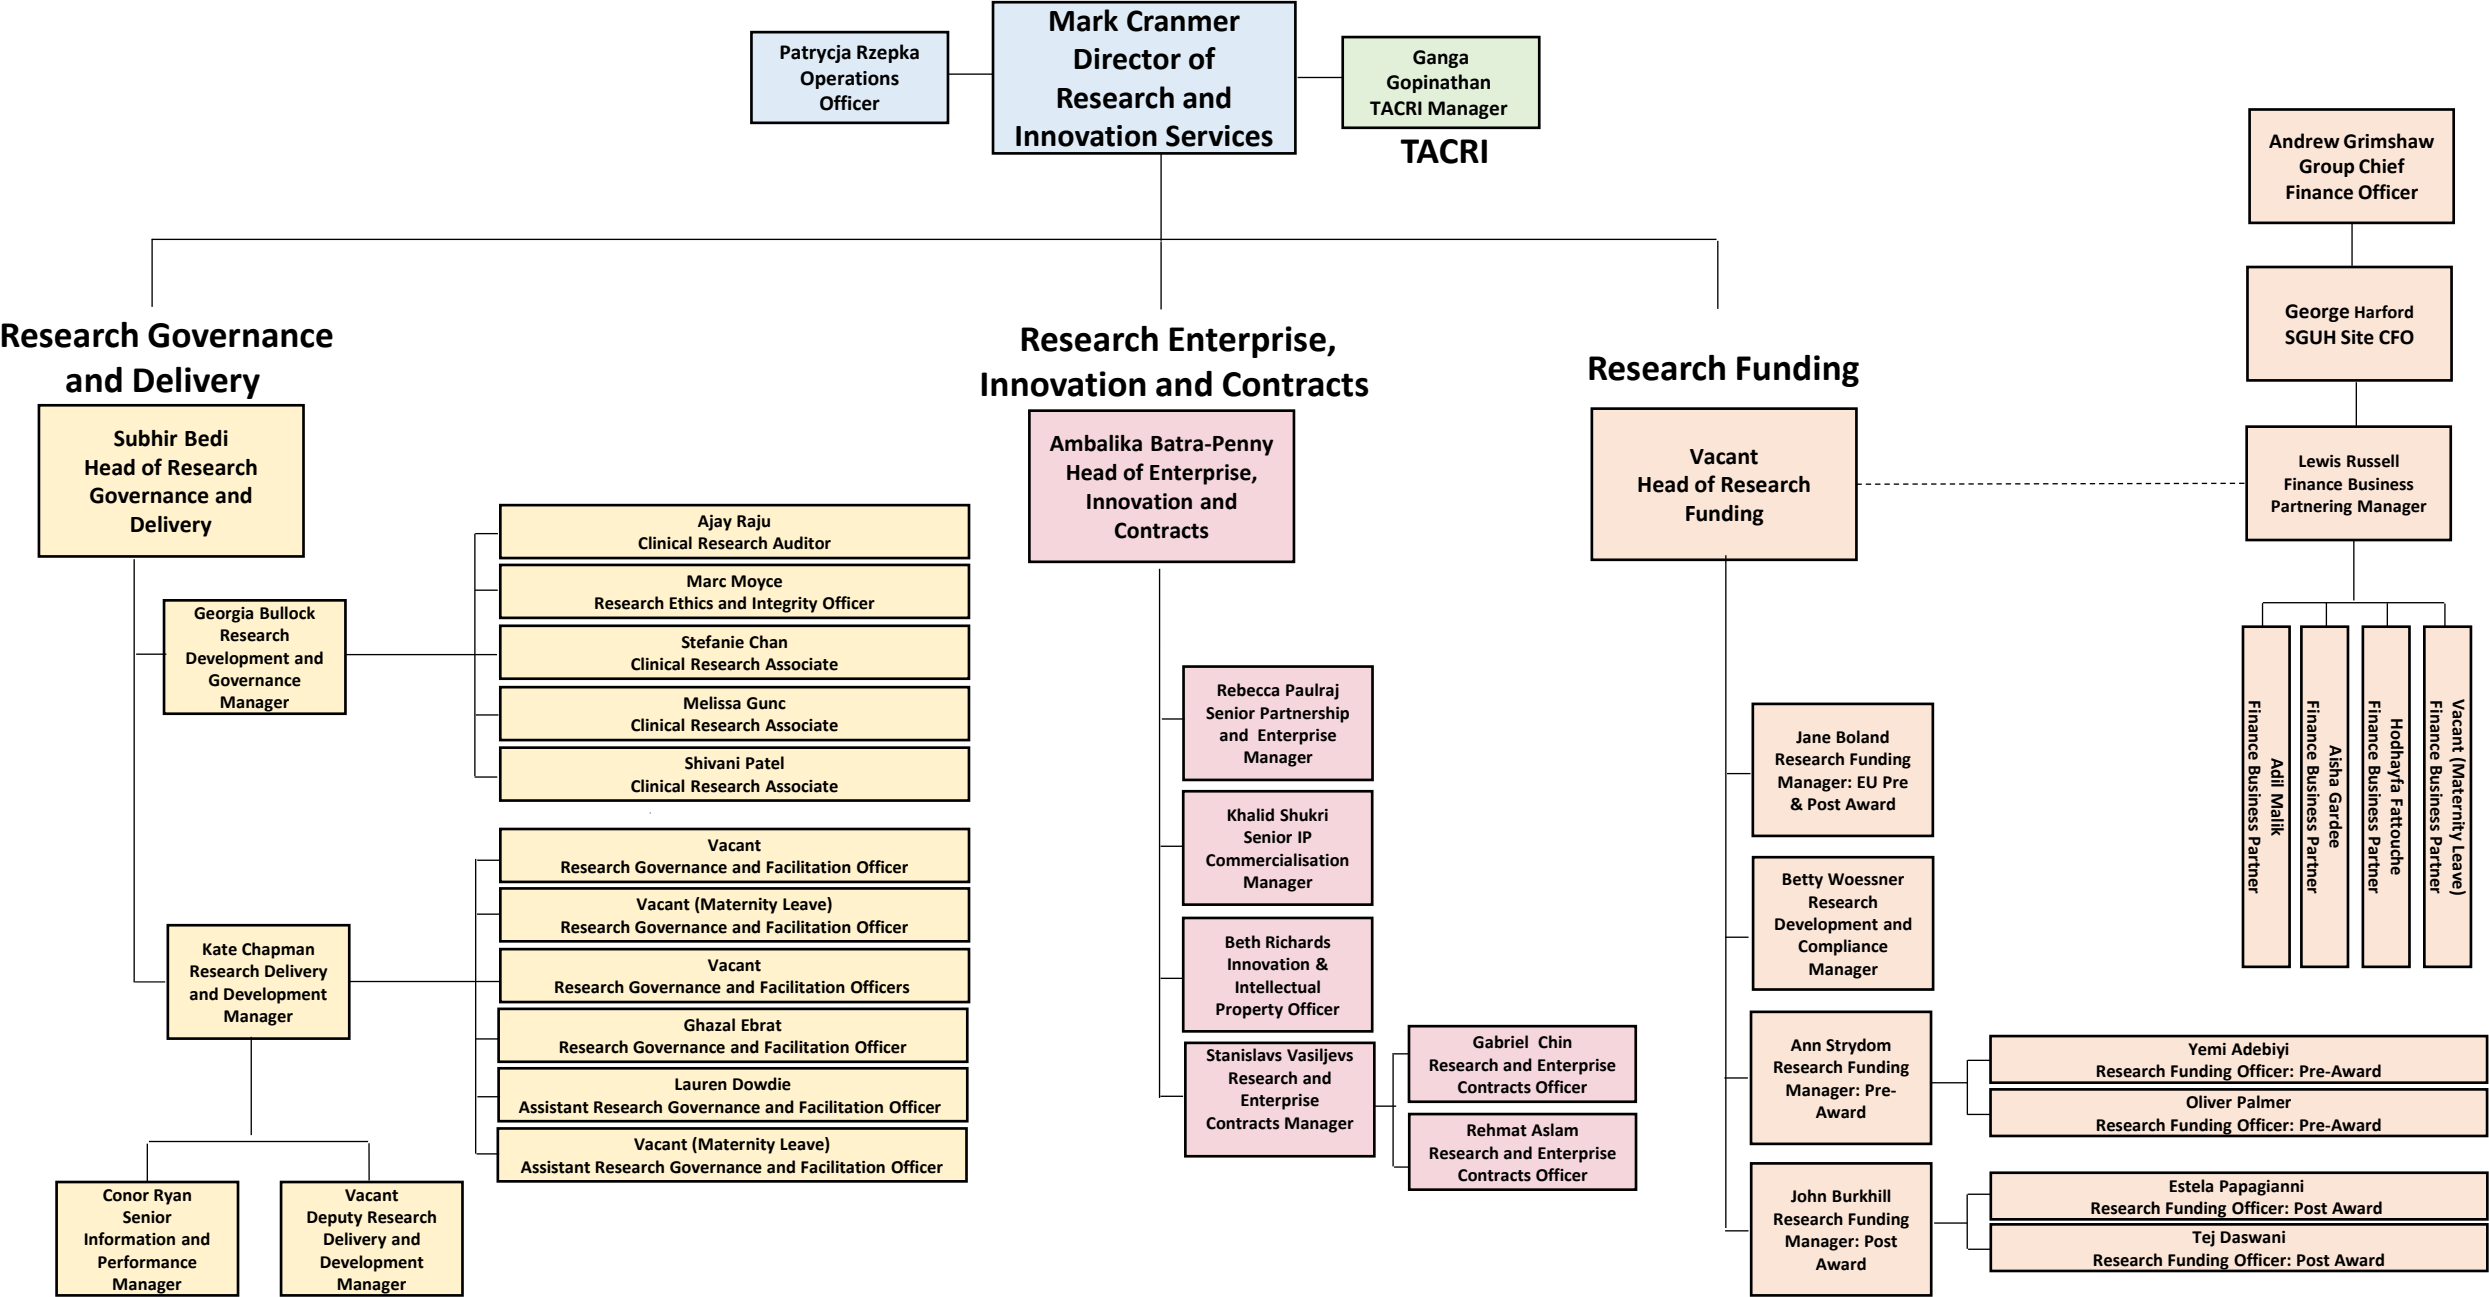 Mark Cranmer
Director of
Research and
Innovation Services
Patrycja Rzepka
Operations
Officer
Ganga
Gopinathan
TACRI Manager
TACRI
Andrew Grimshaw
Group Chief
Finance Officer
George Harford
SGUH Site CFO
Lewis Russell
Finance Business
Partnering Manager
Adil Malik
Finance Business Partner
Aisha Gardee
Finance Business Partner
Hodhayfa Fattouche
Finance Business Partner
Vacant (Maternity Leave)
Finance Business Partner
Research Governance
and Delivery
Subhir Bedi
Head of Research
Governance and
Delivery
Georgia Bullock
Research
Development and
Governance
Manager
Ajay Raju
Clinical Research Auditor
Marc Moyce
Research Ethics and Integrity Officer
Stefanie Chan
Clinical Research Associate
Melissa Gunc
Clinical Research Associate
Shivani Patel
Clinical Research Associate
Kate Chapman
Research Delivery
and Development
Manager
Vacant
Research Governance and Facilitation Officer
Vacant (Maternity Leave)
Research Governance and Facilitation Officer
Vacant
Research Governance and Facilitation Officers
Ghazal Ebrat
Research Governance and Facilitation Officer
Lauren Dowdie
Assistant Research Governance and Facilitation Officer
Vacant (Maternity Leave)
Assistant Research Governance and Facilitation Officer
Conor Ryan
Senior
Information and
Performance
Manager
Vacant
Deputy Research
Delivery and
Development
Manager
Research Enterprise,
Innovation and Contracts
Ambalika Batra-Penny
Head of Enterprise,
Innovation and
Contracts
Rebecca Paulraj
Senior Partnership
and Enterprise
Manager
Khalid Shukri
Senior IP
Commercialisation
Manager
Beth Richards
Innovation &
Intellectual
Property Officer
Stanislavs Vasiljevs
Research and
Enterprise
Contracts Manager
Gabriel Chin
Research and Enterprise
Contracts Officer
Rehmat Aslam
Research and Enterprise
Contracts Officer
Research Funding
Vacant
Head of Research
Funding
Jane Boland
Research Funding
Manager: EU Pre
& Post Award
Betty Woessner
Research
Development and
Compliance
Manager
Ann Strydom
Research Funding
Manager: Pre-
Award
Yemi Adebiyi
Research Funding Officer: Pre-Award
Oliver Palmer
Research Funding Officer: Pre-Award
John Burkhill
Research Funding
Manager: Post
Award
Estela Papagianni
Research Funding Officer: Post Award
Tej Daswani
Research Funding Officer: Post Award